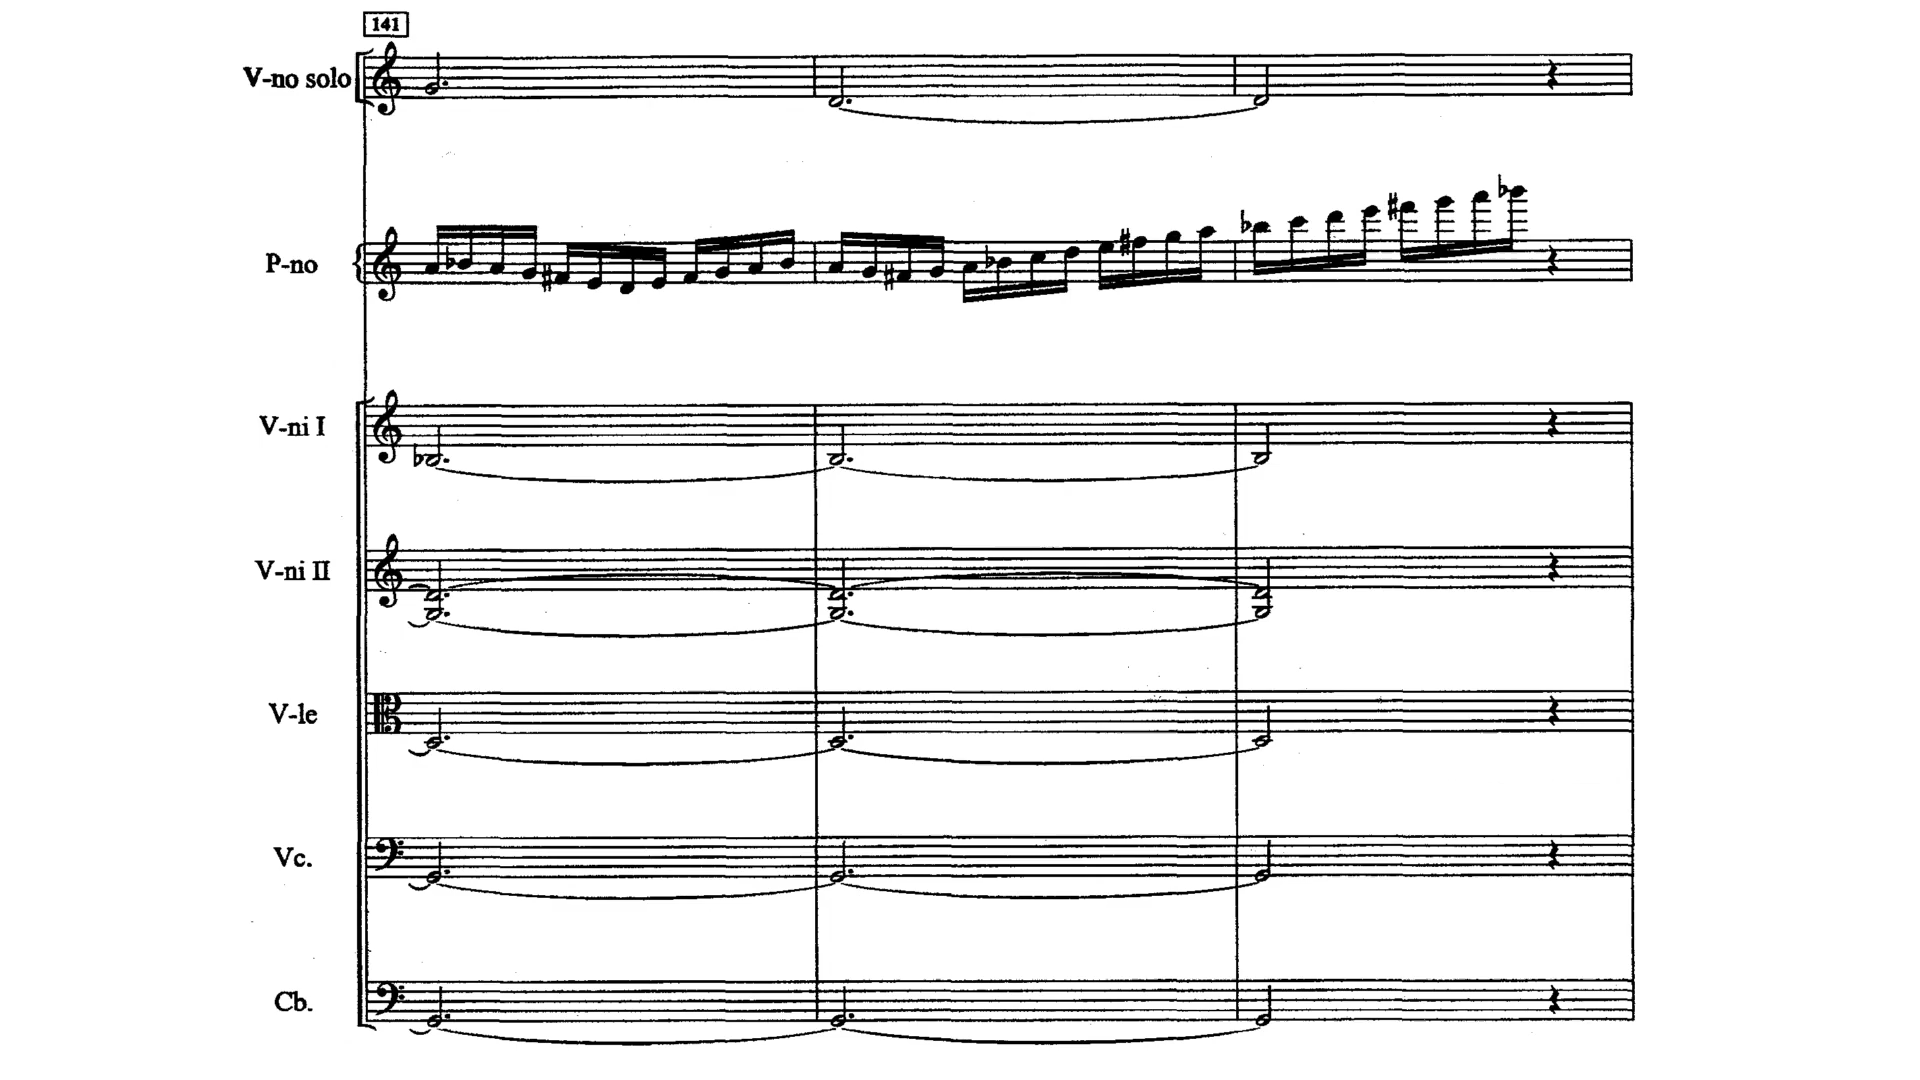 141
V-no solo
P-no
V-ni I
V-ni II
V-le
Vc.
Cb.